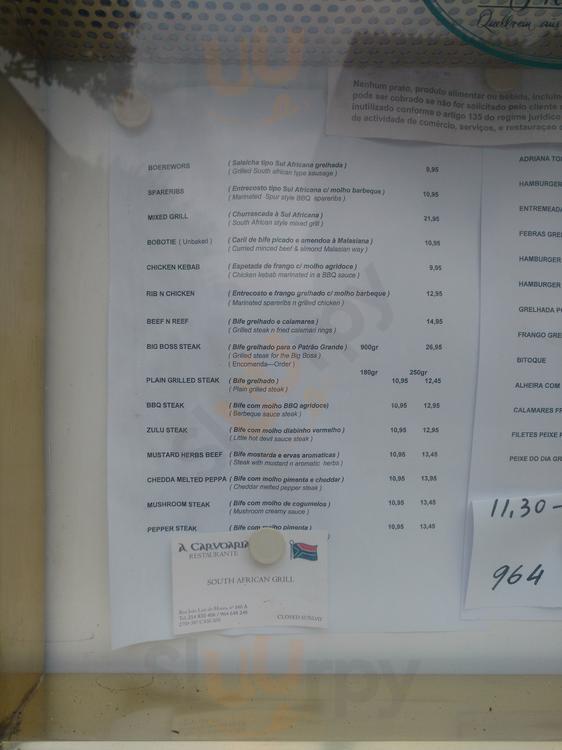 Quellwein aus
Nenhum prato, produto alimentar ou bebida, incluin
pode ser cobrado se não for solicitado pelo cliente
inutilizado conforme o artigo 135 do regime jurídico
de actividade de comércio, serviços, e restauração
BOEREWORS ( Salsicha tipo Sul Africana grelhada ) 9,95
( Grilled South african type sausage )
SPARERIBS ( Entrecosto tipo Sul Africana c/ molho barbeque) 10,95
( Marinated Spur style BBQ spareribs )
MIXED GRILL ( Churrascada à Sul Africana ) 21,95
( South African style mixed grill )
BOBOTIE ( Unbaked ) ( Caril de bife picado e amendoa à Malasiana ) 10,95
( Curried minced beef & almond Malasian way )
CHICKEN KEBAB ( Espetada de frango c/ molho agridoce ) 9,95
( Chicken kebab marinated in a BBQ sauce )
RIB N CHICKEN ( Entrecosto e frango grelhado c/ molho barbeque ) 12,95
( Marinated spareribs n grilled chicken )
BEEF N REEF ( Bife grelhado e calamares ) 14,95
( Grilled steak n fried calamari rings )
BIG BOSS STEAK ( Bife grelhado para o Patrão Grande ) 900gr 26,95
( Grilled steak for the Big Boss )
( Encomenda—Order )
180gr 250gr
PLAIN GRILLED STEAK ( Bife grelhado ) 10,95 12,45
( Plain grilled steak )
BBQ STEAK ( Bife com molho BBQ agridoce) 10,95 12,95
( Barbeque sauce steak )
ZULU STEAK ( Bife com molho diabinho vermelho ) 10,95 12,95
( Little hot devil sauce steak )
MUSTARD HERBS BEEF ( Bife mostarda e ervas aromaticas ) 10,95 13,45
( Steak with mustard n aromatic herbs )
CHEDDA MELTED PEPPA ( Bife com molho pimenta e cheddar ) 10,95 13,95
( Cheddar melted pepper steak )
MUSHROOM STEAK ( Bife com molho de cogumelos ) 10,95 13,45
( Mushroom creamy sauce )
PEPPER STEAK ( Bife com molho pimenta ) 10,95 13,45
ADRIANA TO
HAMBURGER
ENTREMEADA
FEBRAS GRE
HAMBURGER
HAMBURGER
GRELHADA
FRANGO GRE
BITOQUE
ALHEIRA COM
CALAMARES FR
FILETES PEIXE
PEIXE DO DIA GR
11,30-
964
A CARVOARIA
RESTAURANTE
SOUTH AFRICAN GRILL
CLOSED SUNDAY
sluurpy
sluurpy